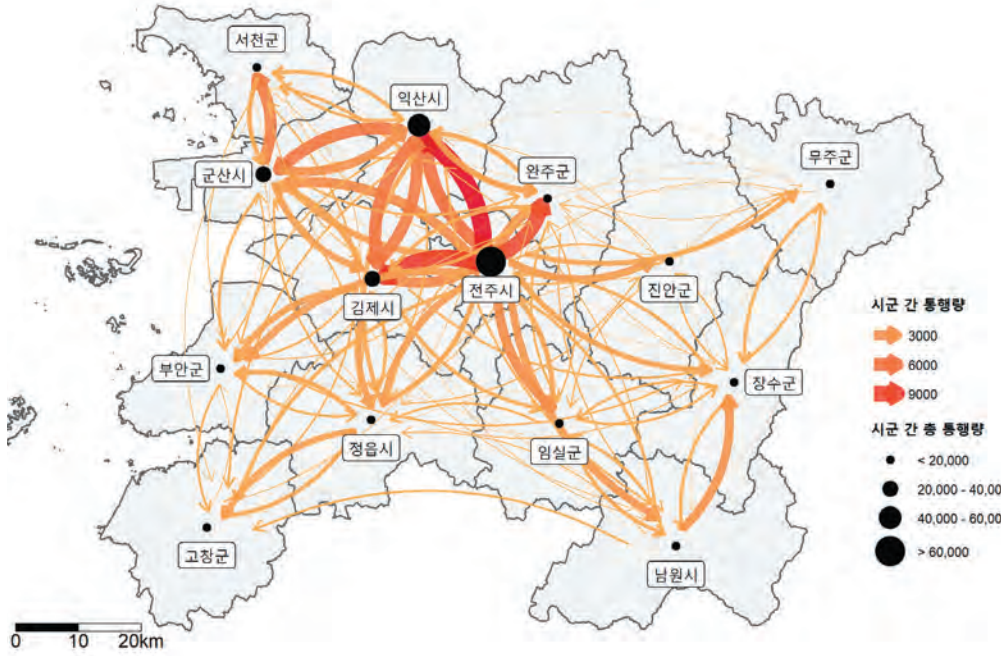 서천군
익산시
군산시
완주군
무주군
전주시
진안군
김제시
부안군
장수군
정읍시
임실군
고창군
남원시
시군 간 통행량
3000
6000
9000
시군 간 총 통행량
< 20,000
20,000 - 40,00
40,000 - 60,00
> 60,000
0 10 20km